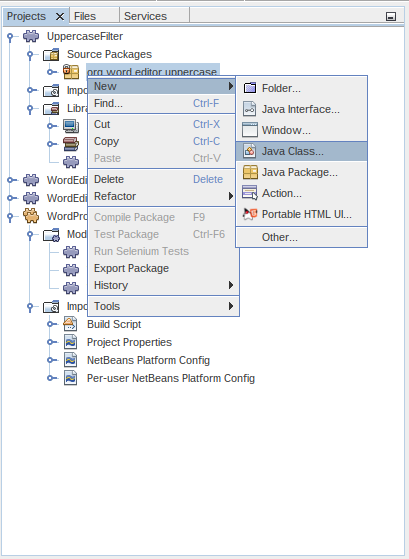 Projects Files Services
UppercaseFilter
Source Packages
org.word.editor.uppercase
New
Find... Ctrl-F
Cut Ctrl-X
Copy Ctrl-C
Paste Ctrl-V
Delete Delete
Refactor
Compile Package F9
Test Package Ctrl-F6
Run Selenium Tests
Export Package
History
Tools
Folder...
Java Interface...
Window...
Java Class...
Java Package...
Action...
Portable HTML UI...
Other...
Impo
Libra
WordEdi
WordEdi
WordPro
Mod
Impo
Build Script
Project Properties
NetBeans Platform Config
Per-user NetBeans Platform Config